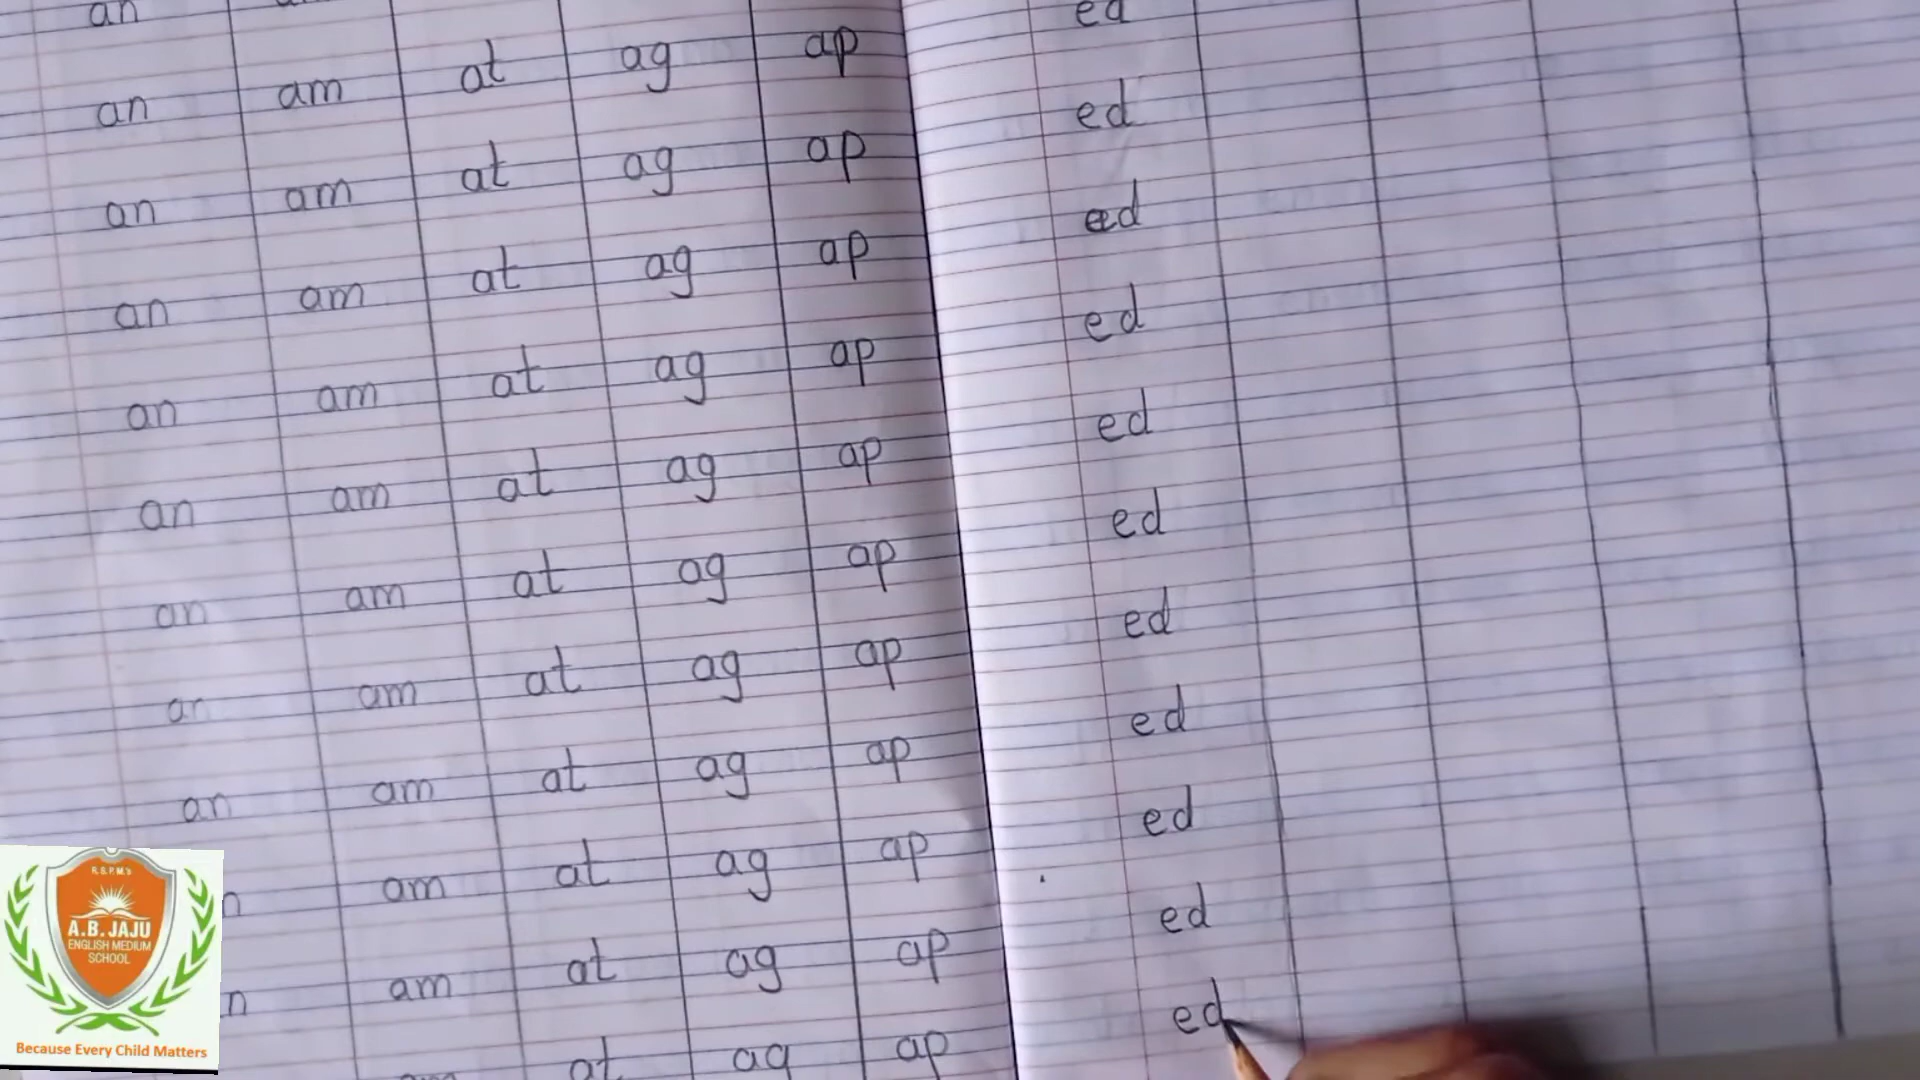 an
an am at ag ap
an am at ag ap
an am at ag ap
an am at ag ap
an am at ag ap
an am at ag ap
an am at ag ap
an am at ag ap
am at ag ap
am at ag ap
at ag ap
ed
ed
ed
ed
ed
ed
ed
ed
ed
ed
ed
R.S.P.M.'s
A.B. JAJU
ENGLISH MEDIUM
SCHOOL
Because Every Child Matters